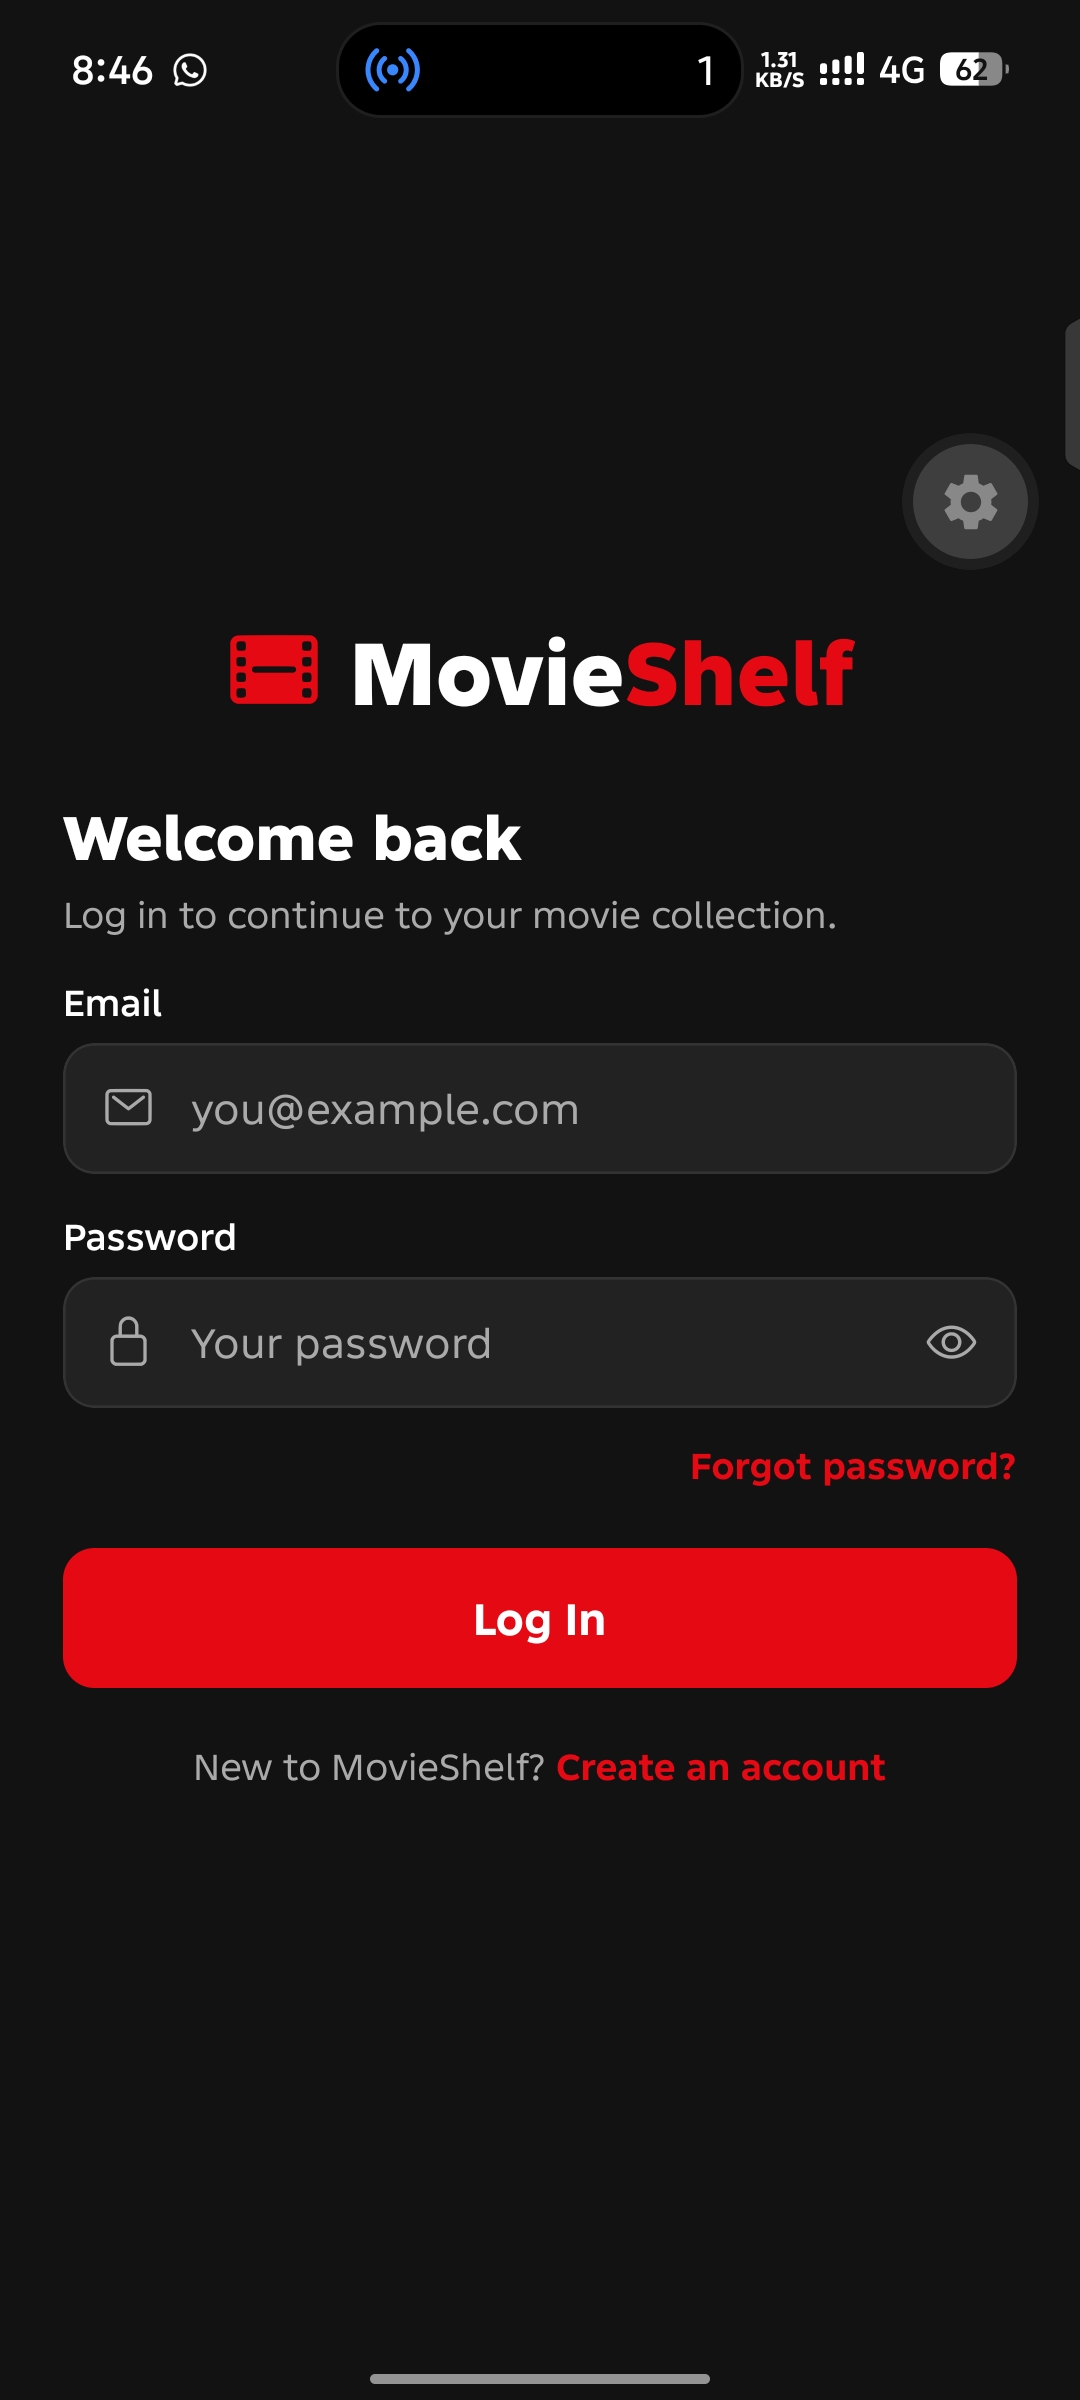 8:46
1
1.31
KB/S
4G
62
MovieShelf
Welcome back
Log in to continue to your movie collection.
Email
you@example.com
Password
Your password
Forgot password?
Log In
New to MovieShelf? Create an account